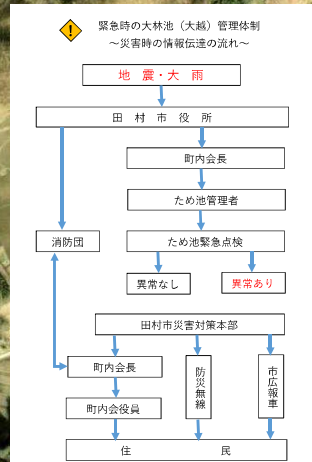 緊急時の大林池（大越）管理体制
～災害時の情報伝達の流れ～
地 震・大 雨
田 村 市 役 所
町内会長
ため池管理者
消防団
ため池緊急点検
異常なし
異常あり
田村市災害対策本部
町内会長
防災無線
市広報車
町内会役員
住 民